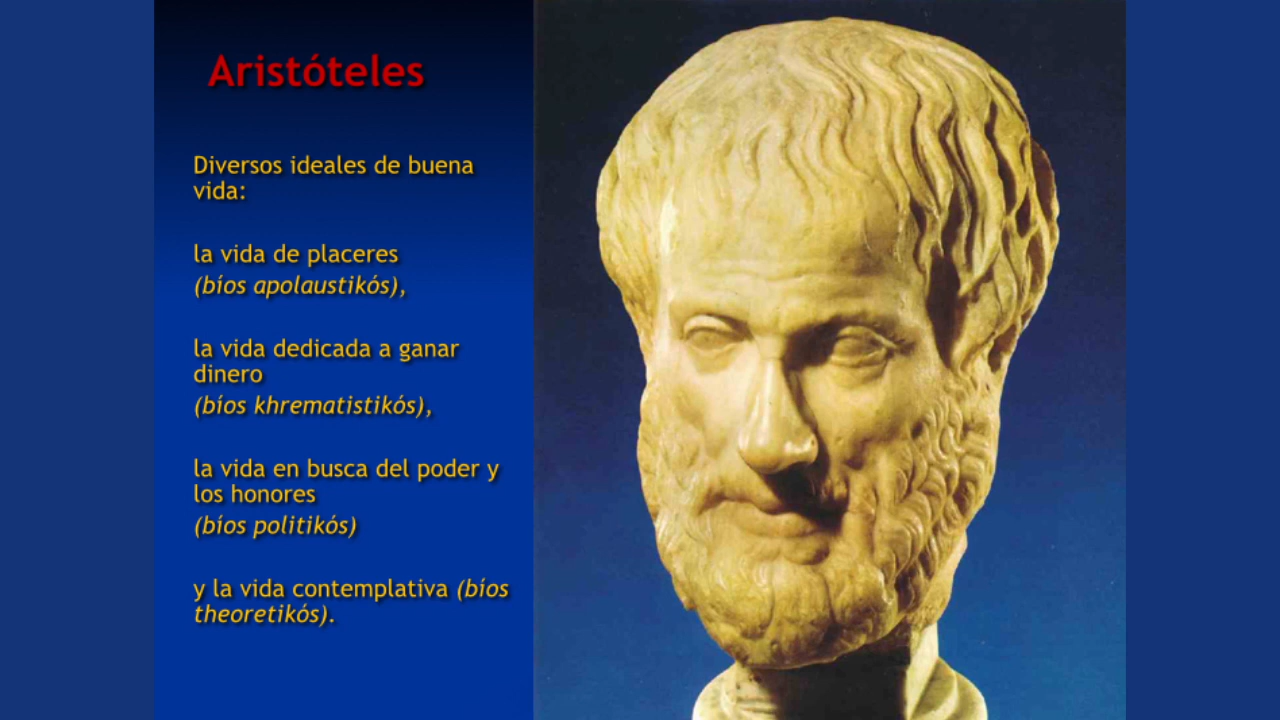 Aristóteles
Diversos ideales de buena
vida:
la vida de placeres
(bíos apolaustikós),
la vida dedicada a ganar
dinero
(bíos khrematistikós),
la vida en busca del poder y
los honores
(bíos politikós)
y la vida contemplativa (bíos
theoretikós).